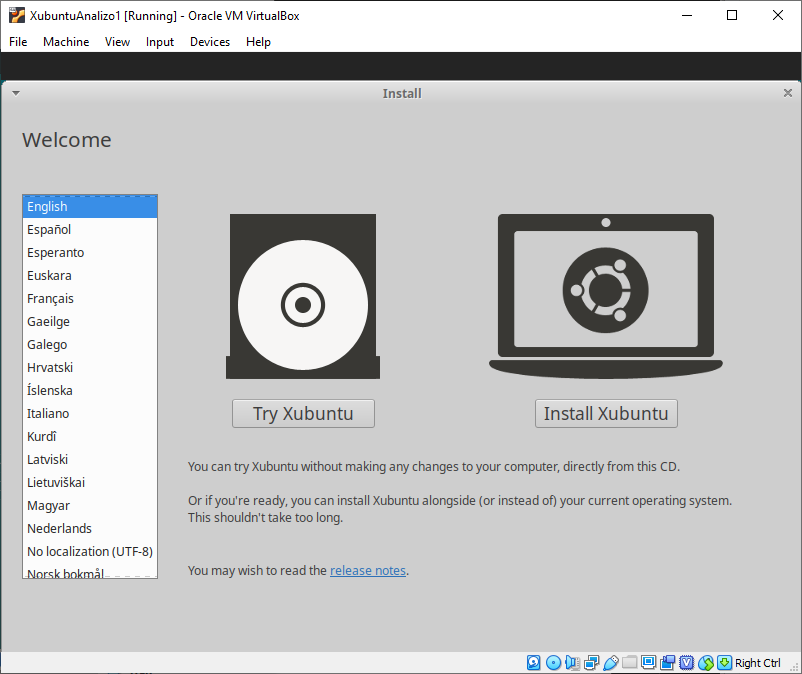 XubuntuAnalizo1 [Running] - Oracle VM VirtualBox
File Machine View Input Devices Help
Install
Welcome
English
Español
Esperanto
Euskara
Français
Gaeilge
Galego
Hrvatski
Íslenska
Italiano
Kurdî
Latviski
Lietuviškai
Magyar
Nederlands
No localization (UTF-8)
Norsk bokmål
Try Xubuntu
Install Xubuntu
You can try Xubuntu without making any changes to your computer, directly from this CD.
Or if you're ready, you can install Xubuntu alongside (or instead of) your current operating system.
This shouldn't take too long.
You may wish to read the release notes.
Right Ctrl